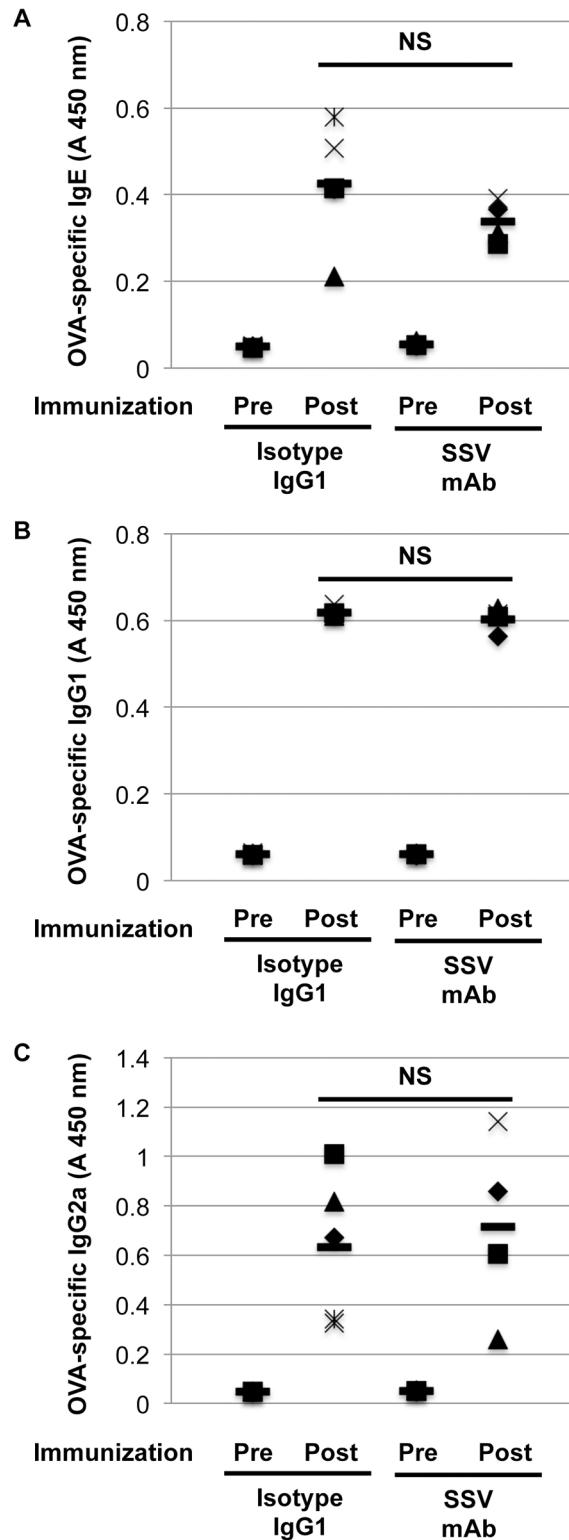 A
OVA-specific IgE (A 450 nm)
0.8
0.6
0.4
0.2
0
NS
Immunization Pre Post Pre Post
Isotype SSV
IgG1 mAb
B
OVA-specific IgG1 (A 450 nm)
0.8
0.6
0.4
0.2
0
NS
Immunization Pre Post Pre Post
Isotype SSV
IgG1 mAb
C
OVA-specific IgG2a (A 450 nm)
1.4
1.2
1
0.8
0.6
0.4
0.2
0
NS
Immunization Pre Post Pre Post
Isotype SSV
IgG1 mAb